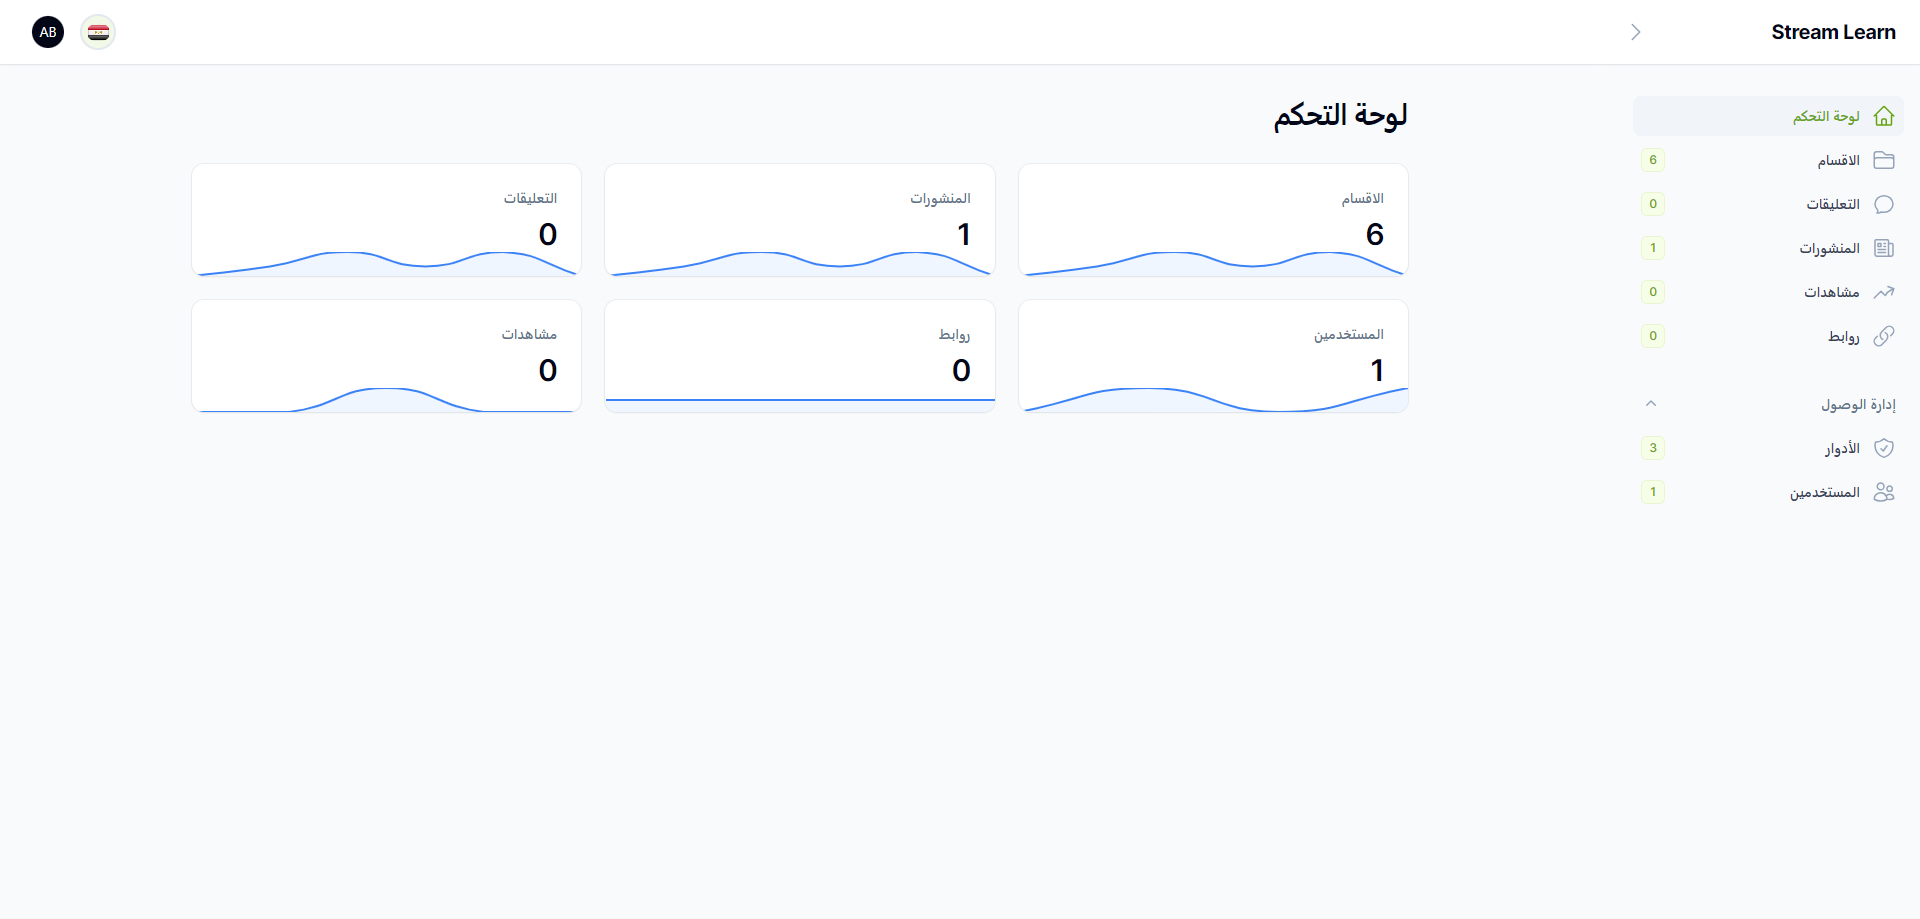 Stream Learn
AB
لوحة التحكم
الاقسام
6
التعليقات
0
المنشورات
1
مشاهدات
0
روابط
0
إدارة الوصول
الأدوار
3
المستخدمين
1
لوحة التحكم
الاقسام
6
المنشورات
1
التعليقات
0
المستخدمين
1
روابط
0
مشاهدات
0